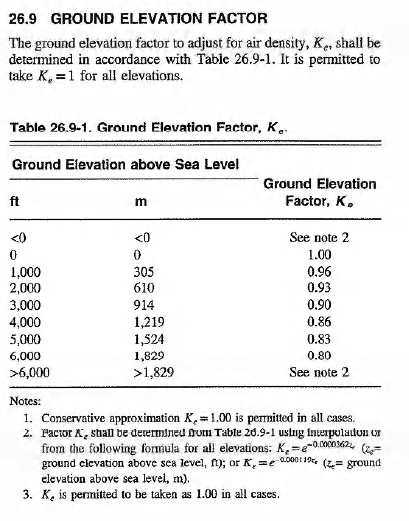 26.9 GROUND ELEVATION FACTOR
The ground elevation factor to adjust for air density, Kₑ, shall be
determined in accordance with Table 26.9-1. It is permitted to
take Kₑ = 1 for all elevations.
Table 26.9-1. Ground Elevation Factor, Kₑ.
Ground Elevation above Sea Level
Ground Elevation
ft m Factor, Kₑ
<0 <0 See note 2
0 0 1.00
1,000 305 0.96
2,000 610 0.93
3,000 914 0.90
4,000 1,219 0.86
5,000 1,524 0.83
6,000 1,829 0.80
>6,000 >1,829 See note 2
Notes:
1. Conservative approximation Kₑ = 1.00 is permitted in all cases.
2. Factor Kₑ shall be determined from Table 26.9-1 using interpolation or
from the following formula for all elevations: Kₑ = e^−0.0000362zₑ (zₑ=
ground elevation above sea level, ft); or Kₑ = e^−0.000119zₑ (zₑ= ground
elevation above sea level, m).
3. Kₑ is permitted to be taken as 1.00 in all cases.